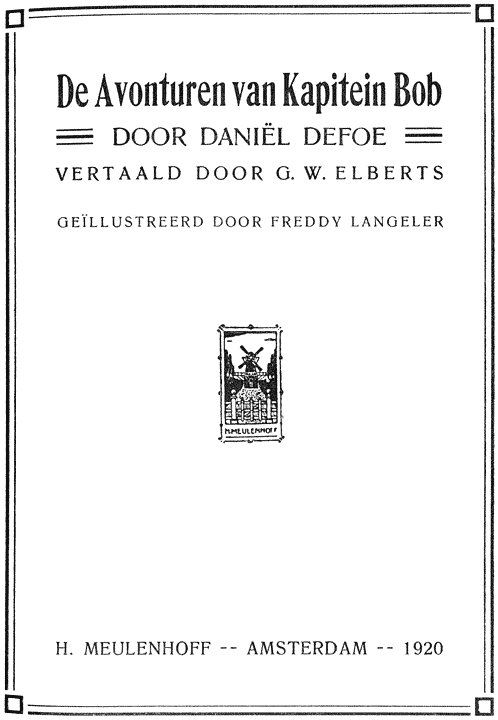 De Avonturen van Kapitein Bob
DOOR DANIËL DEFOE
VERTAALD DOOR G. W. ELBERTS
GEÏLLUSTREERD DOOR FREDDY LANGELER
H. MEULENHOFF
H. MEULENHOFF -- AMSTERDAM -- 1920